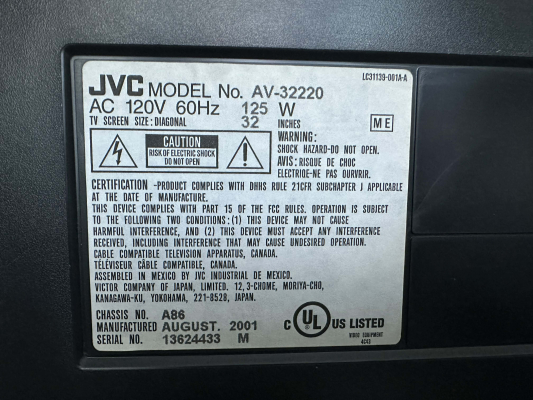 LC31139-001A-A
JVC MODEL No. AV-32220
AC 120V 60Hz 125 W
TV SCREEN SIZE: DIAGONAL 32 INCHES
M E
CAUTION
RISK OF ELECTRIC SHOCK
DO NOT OPEN
WARNING:
SHOCK HAZARD-DO NOT OPEN.
AVIS: RISQUE DE CHOC
ELECTRIQE-NE PAS OURVRIR.
CERTIFICATION -PRODUCT COMPLIES WITH DHHS RULE 21CFR SUBCHAPTER J APPLICABLE
AT THE DATE OF MANUFACTURE.
THIS DEVICE COMPLIES WITH PART 15 OF THE FCC RULES. OPERATION IS SUBJECT
TO THE FOLLOWING TWO CONDITIONS: (1) THIS DEVICE MAY NOT CAUSE
HARMFUL INTERFERENCE, AND (2) THIS DEVICE MUST ACCEPT ANY INTERFERENCE
RECEIVED, INCLUDING INTERFERENCE THAT MAY CAUSE UNDESIRED OPERATION.
CABLE COMPATIBLE TELEVISION APPARATUS, CANADA.
TÉLEVISEUR CÂBLE COMPATIBLE, CANADA.
ASSEMBLED IN MEXICO BY JVC INDUSTRIAL DE MEXICO.
VICTOR COMPANY OF JAPAN, LIMITED. 12, 3-CHOME, MORIYA-CHO,
KANAGAWA-KU, YOKOHAMA, 221-8528, JAPAN.
CHASSIS NO. A86
MANUFACTURED AUGUST. 2001
SERIAL NO. 13624433 M
C UL US LISTED
VIDEO EQUIPMENT